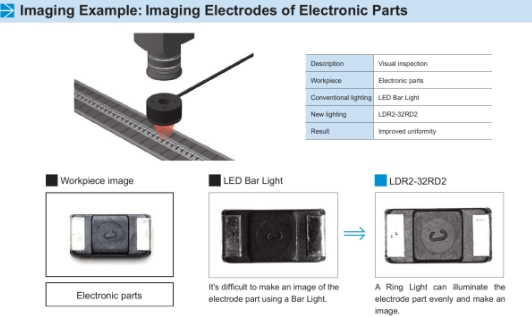 Imaging Example: Imaging Electrodes of Electronic Parts
Description Visual inspection
Workpiece Electronic parts
Conventional lighting LED Bar Light
New lighting LDR2-32RD2
Result Improved uniformity
Workpiece image
Electronic parts
LED Bar Light
It's difficult to make an image of the
electrode part using a Bar Light.
LDR2-32RD2
A Ring Light can illuminate the
electrode part evenly and make an
image.